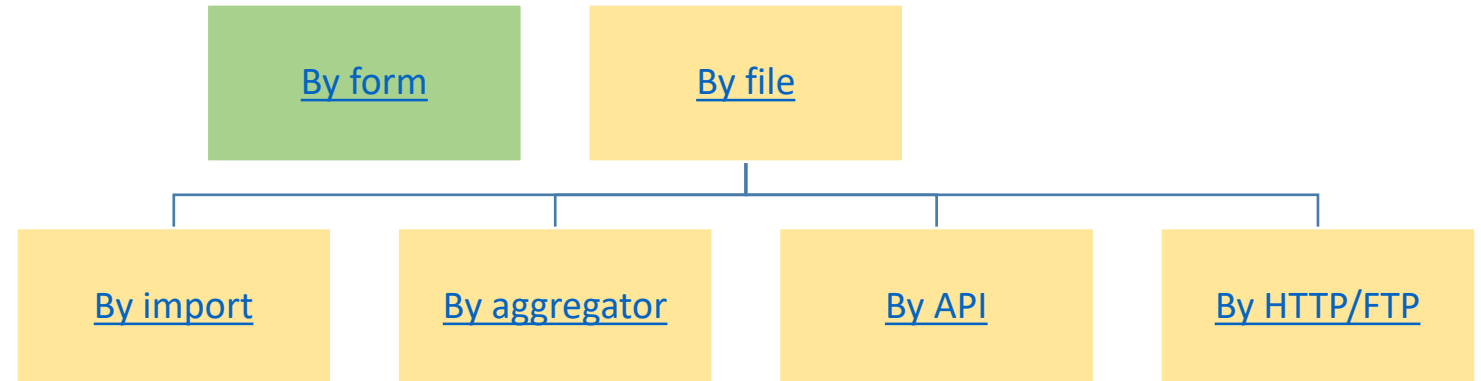 By form
By file
By import
By aggregator
By API
By HTTP/FTP